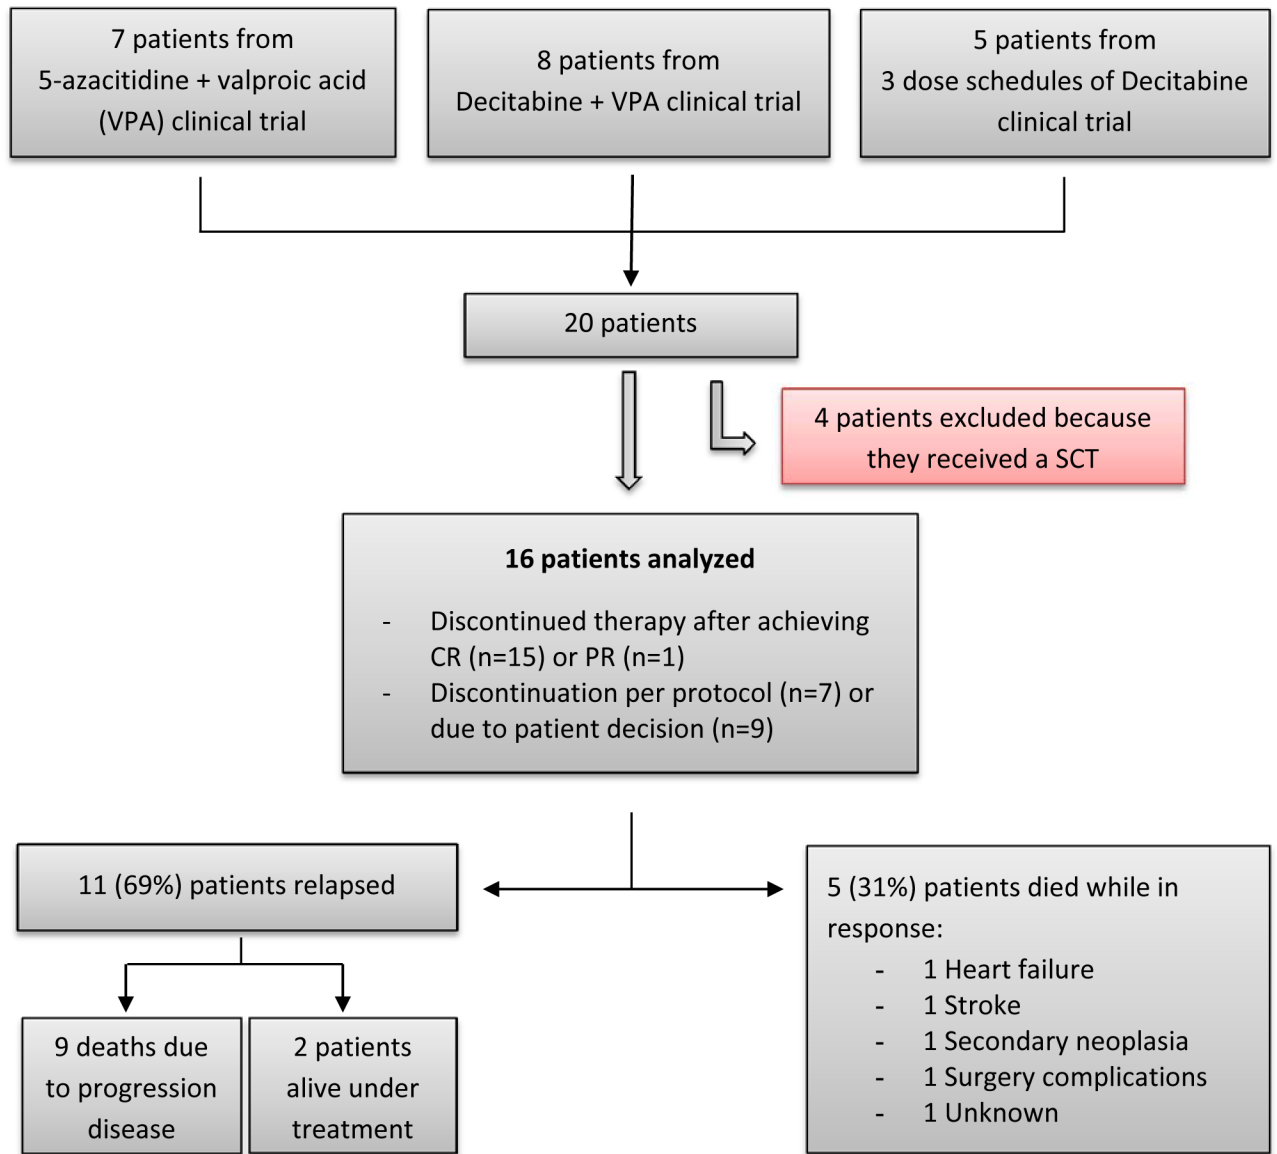 7 patients from
5-azacitidine + valproic acid
(VPA) clinical trial
8 patients from
Decitabine + VPA clinical trial
5 patients from
3 dose schedules of Decitabine
clinical trial
20 patients
4 patients excluded because
they received a SCT
16 patients analyzed
- Discontinued therapy after achieving
CR (n=15) or PR (n=1)
- Discontinuation per protocol (n=7) or
due to patient decision (n=9)
11 (69%) patients relapsed
9 deaths due
to progression
disease
2 patients
alive under
treatment
5 (31%) patients died while in
response:
- 1 Heart failure
- 1 Stroke
- 1 Secondary neoplasia
- 1 Surgery complications
- 1 Unknown